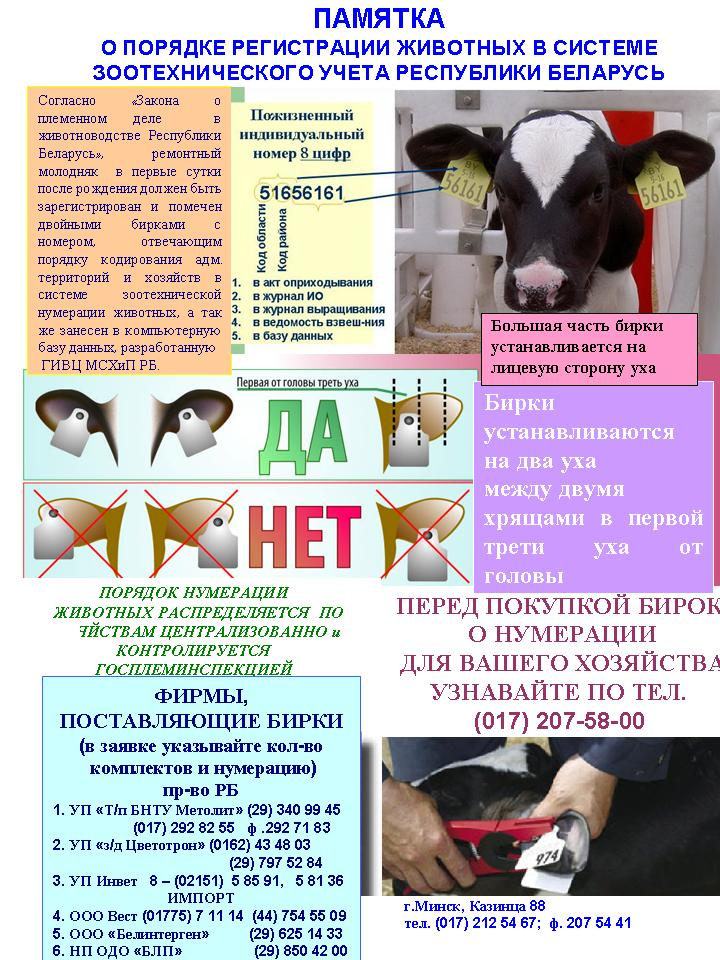 ПАМЯТКА
О ПОРЯДКЕ РЕГИСТРАЦИИ ЖИВОТНЫХ В СИСТЕМЕ
ЗООТЕХНИЧЕСКОГО УЧЕТА РЕСПУБЛИКИ БЕЛАРУСЬ
Согласно «Закона о
племенном деле в
животноводстве Республики
Беларусь», ремонтный
молодняк в первые сутки
после рождения должен быть
зарегистрирован и помечен
двойными бирками с
номером, отвечающим
порядку кодирования адм.
территорий и хозяйств в
системе зоотехнической
нумерации животных, а так
же занесен в компьютерную
базу данных, разработанную
ГИВЦ МСХиП РБ.
Пожизненный
индивидуальный
номер 8 цифр
51656161
Код области
Код района
1. в акт оприходывания
2. в журнал ИО
3. в журнал выращивания
4. в ведомость взвеш-ния
5. в базу данных
BY
5-16
56161
BY
5-16
56161
Большая часть бирки
устанавливается на
лицевую сторону уха
Первая от головы треть уха
ДА
НЕТ
Бирки
устанавливаются
на два уха
между двумя
хрящами в первой
трети уха от
головы
ПОРЯДОК НУМЕРАЦИИ
ЖИВОТНЫХ РАСПРЕДЕЛЯЕТСЯ ПО
ЯЙСТВАМ ЦЕНТРАЛИЗОВАННО и
КОНТРОЛИРУЕТСЯ
ГОСПЛЕМИНСПЕКЦИЕЙ
ПЕРЕД ПОКУПКОЙ БИРОК
О НУМЕРАЦИИ
ДЛЯ ВАШЕГО ХОЗЯЙСТВА
УЗНАВАЙТЕ ПО ТЕЛ.
(017) 207-58-00
ФИРМЫ,
ПОСТАВЛЯЮЩИЕ БИРКИ
(в заявке указывайте кол-во
комплектов и нумерацию)
пр-во РБ
1. УП «Т/п БНТУ Метолит» (29) 340 99 45
(017) 292 82 55 ф .292 71 83
2. УП «з/д Цветотрон» (0162) 43 48 03
(29) 797 52 84
3. УП Инвет 8 – (02151) 5 85 91, 5 81 36
ИМПОРТ
4. ООО Вест (01775) 7 11 14 (44) 754 55 09
5. ООО «Белинтерген» (29) 625 14 33
6. НП ОДО «БЛП» (29) 850 42 00
974
г.Минск, Казинца 88
тел. (017) 212 54 67; ф. 207 54 41